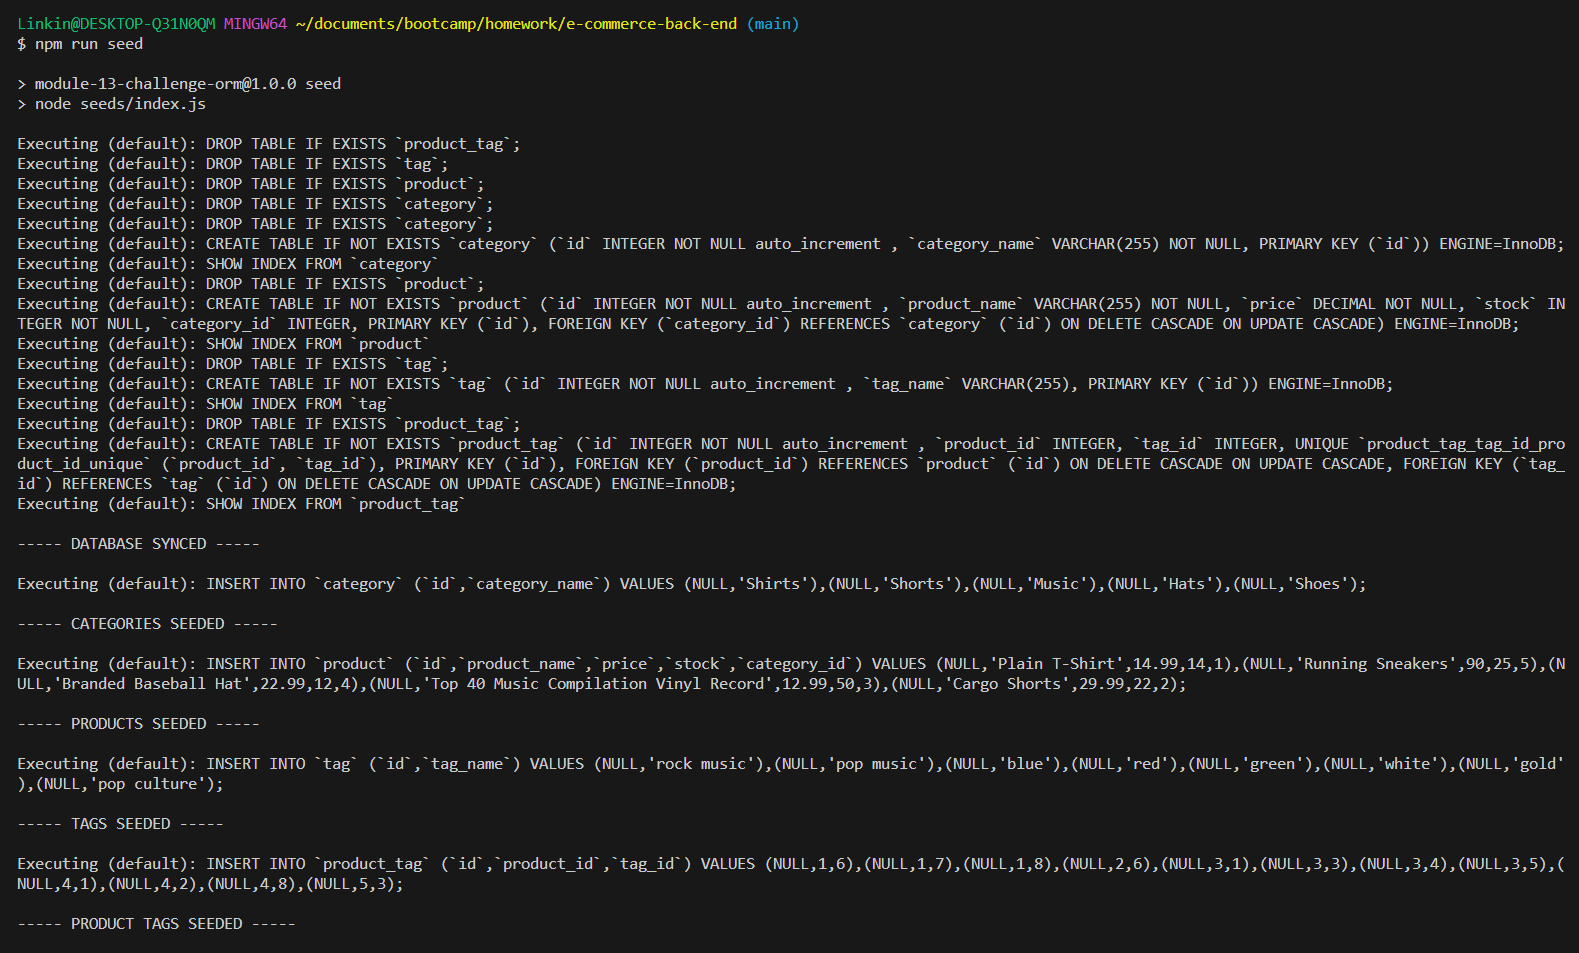 Linkin@DESKTOP-Q31N0QM MINGW64 ~/documents/bootcamp/homework/e-commerce-back-end (main)
$ npm run seed
> module-13-challenge-orm@1.0.0 seed
> node seeds/index.js
Executing (default): DROP TABLE IF EXISTS `product_tag`;
Executing (default): DROP TABLE IF EXISTS `tag`;
Executing (default): DROP TABLE IF EXISTS `product`;
Executing (default): DROP TABLE IF EXISTS `category`;
Executing (default): DROP TABLE IF EXISTS `category`;
Executing (default): CREATE TABLE IF NOT EXISTS `category` (`id` INTEGER NOT NULL auto_increment , `category_name` VARCHAR(255) NOT NULL, PRIMARY KEY (`id`)) ENGINE=InnoDB;
Executing (default): SHOW INDEX FROM `category`
Executing (default): DROP TABLE IF EXISTS `product`;
Executing (default): CREATE TABLE IF NOT EXISTS `product` (`id` INTEGER NOT NULL auto_increment , `product_name` VARCHAR(255) NOT NULL, `price` DECIMAL NOT NULL, `stock` IN
TEGER NOT NULL, `category_id` INTEGER, PRIMARY KEY (`id`), FOREIGN KEY (`category_id`) REFERENCES `category` (`id`) ON DELETE CASCADE ON UPDATE CASCADE) ENGINE=InnoDB;
Executing (default): SHOW INDEX FROM `product`
Executing (default): DROP TABLE IF EXISTS `tag`;
Executing (default): CREATE TABLE IF NOT EXISTS `tag` (`id` INTEGER NOT NULL auto_increment , `tag_name` VARCHAR(255), PRIMARY KEY (`id`)) ENGINE=InnoDB;
Executing (default): SHOW INDEX FROM `tag`
Executing (default): DROP TABLE IF EXISTS `product_tag`;
Executing (default): CREATE TABLE IF NOT EXISTS `product_tag` (`id` INTEGER NOT NULL auto_increment , `product_id` INTEGER, `tag_id` INTEGER, UNIQUE `product_tag_tag_id_pro
duct_id_unique` (`product_id`, `tag_id`), PRIMARY KEY (`id`), FOREIGN KEY (`product_id`) REFERENCES `product` (`id`) ON DELETE CASCADE ON UPDATE CASCADE, FOREIGN KEY (`tag_
id`) REFERENCES `tag` (`id`) ON DELETE CASCADE ON UPDATE CASCADE) ENGINE=InnoDB;
Executing (default): SHOW INDEX FROM `product_tag`
----- DATABASE SYNCED -----
Executing (default): INSERT INTO `category` (`id`,`category_name`) VALUES (NULL,'Shirts'),(NULL,'Shorts'),(NULL,'Music'),(NULL,'Hats'),(NULL,'Shoes');
----- CATEGORIES SEEDED -----
Executing (default): INSERT INTO `product` (`id`,`product_name`,`price`,`stock`,`category_id`) VALUES (NULL,'Plain T-Shirt',14.99,14,1),(NULL,'Running Sneakers',90,25,5),(N
ULL,'Branded Baseball Hat',22.99,12,4),(NULL,'Top 40 Music Compilation Vinyl Record',12.99,50,3),(NULL,'Cargo Shorts',29.99,22,2);
----- PRODUCTS SEEDED -----
Executing (default): INSERT INTO `tag` (`id`,`tag_name`) VALUES (NULL,'rock music'),(NULL,'pop music'),(NULL,'blue'),(NULL,'red'),(NULL,'green'),(NULL,'white'),(NULL,'gold'
),(NULL,'pop culture');
----- TAGS SEEDED -----
Executing (default): INSERT INTO `product_tag` (`id`,`product_id`,`tag_id`) VALUES (NULL,1,6),(NULL,1,7),(NULL,1,8),(NULL,2,6),(NULL,3,1),(NULL,3,3),(NULL,3,4),(NULL,3,5),(
NULL,4,1),(NULL,4,2),(NULL,4,8),(NULL,5,3);
----- PRODUCT TAGS SEEDED -----